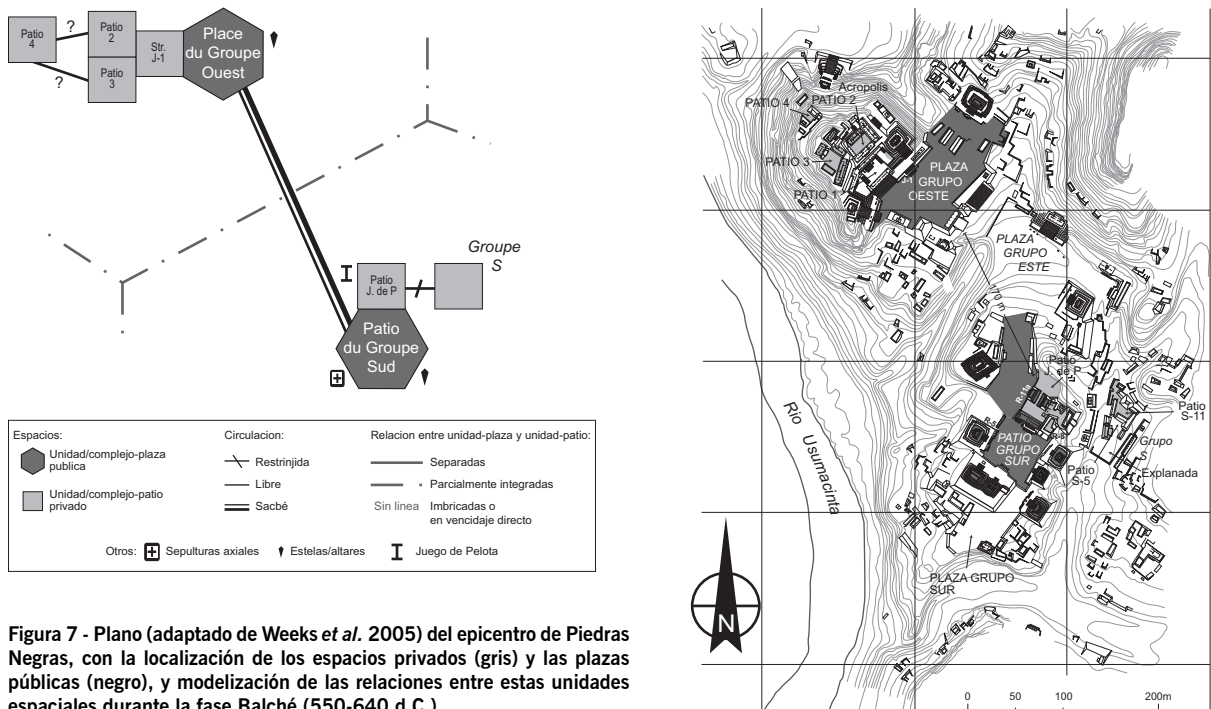 Patio
4
?
Patio
2
Patio
3
?
Str.
J-1
Place
du Groupe
Ouest
Groupe
S
Patio
J. de P
Patio
du Groupe
Sud
Espacios:
Unidad/complejo-plaza
publica
Unidad/complejo-patio
privado
Circulacion:
Restrinjida
Libre
Sacbé
Relacion entre unidad-plaza y unidad-patio:
Separadas
Parcialmente integradas
Sin linea Imbricadas o
en vencidaje directo
Otros: Sepulturas axiales Estelas/altares Juego de Pelota
Figura 7 - Plano (adaptado de Weeks et al. 2005) del epicentro de Piedras
Negras, con la localización de los espacios privados (gris) y las plazas
públicas (negro), y modelización de las relaciones entre estas unidades
espaciales durante la fase Balché (550-640 d.C.)
Acropolis
PATIO 4
PATIO 2
PATIO 3
PATIO 1
J-1
PLAZA
GRUPO
OESTE
PLAZA
GRUPO
ESTE
170 m
Patio
J. de P
R-11a
PATIO
GRUPO
SUR
Patio
S-11
Grupo
S
Explanada
Patio
S-5
Rio Usumacinta
PLAZA GRUPO
SUR
N
0 50 100 200m